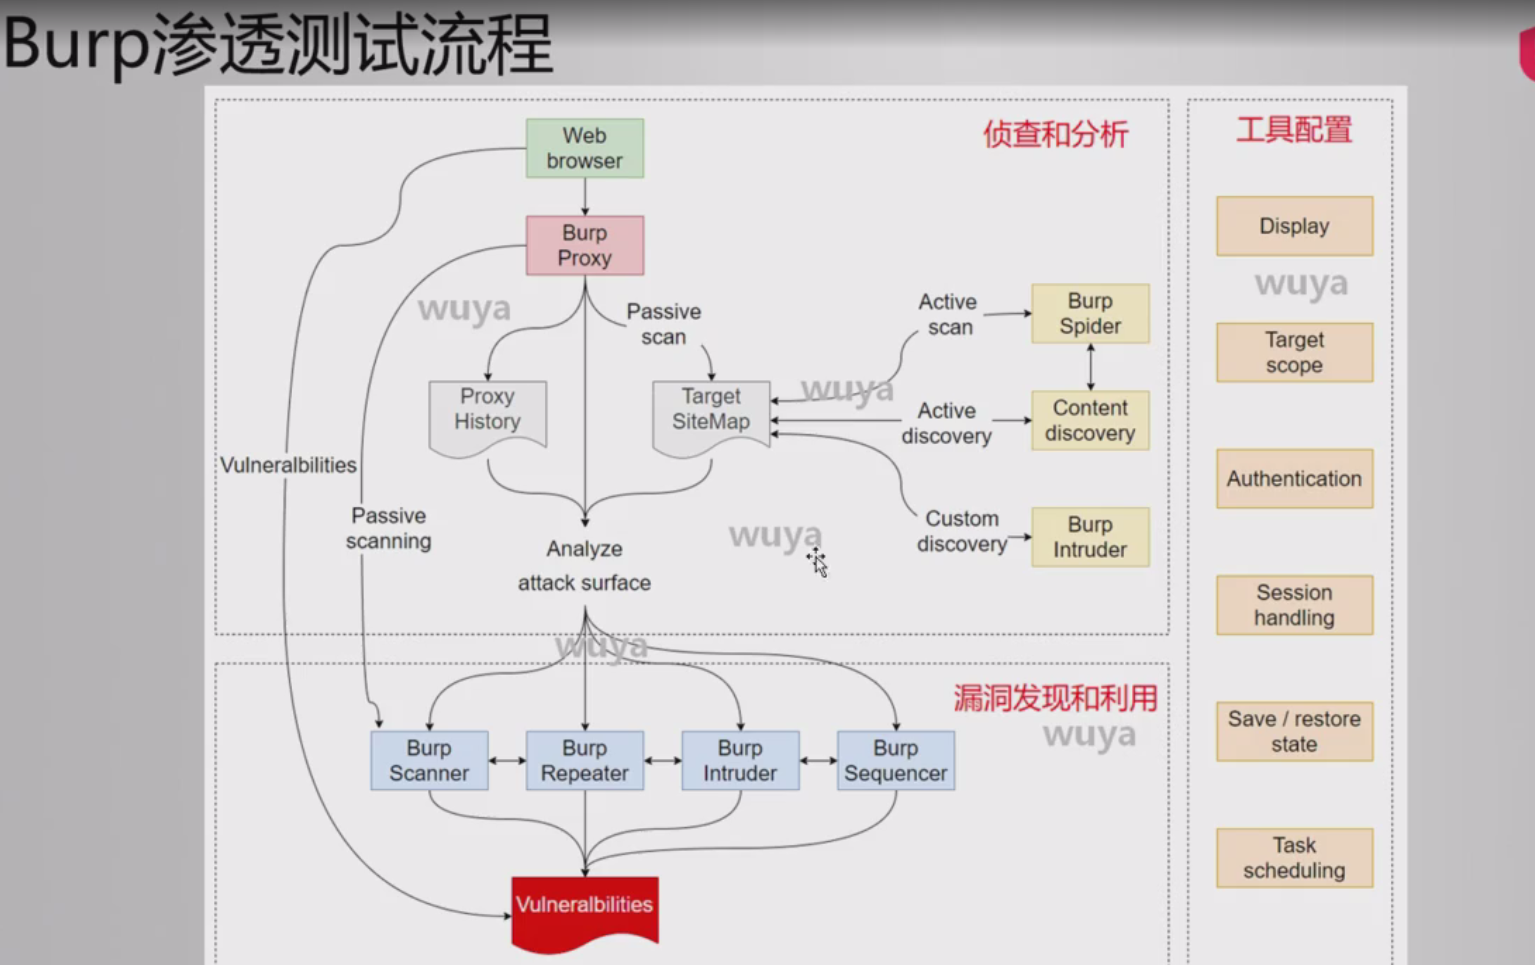 Burp渗透测试流程
侦查和分析
工具配置
Web
browser
Burp
Proxy
wuya
Passive
scan
Active
scan
Burp
Spider
Proxy
History
Target
SiteMap
wuya
Active
discovery
Content
discovery
Vulneralbilities
Passive
scanning
wuya
Custom
discovery
Burp
Intruder
Analyze
attack surface
wuya
漏洞发现和利用
wuya
Burp
Scanner
Burp
Repeater
Burp
Intruder
Burp
Sequencer
Vulneralbilities
Display
wuya
Target
scope
Authentication
Session
handling
Save / restore
state
Task
scheduling